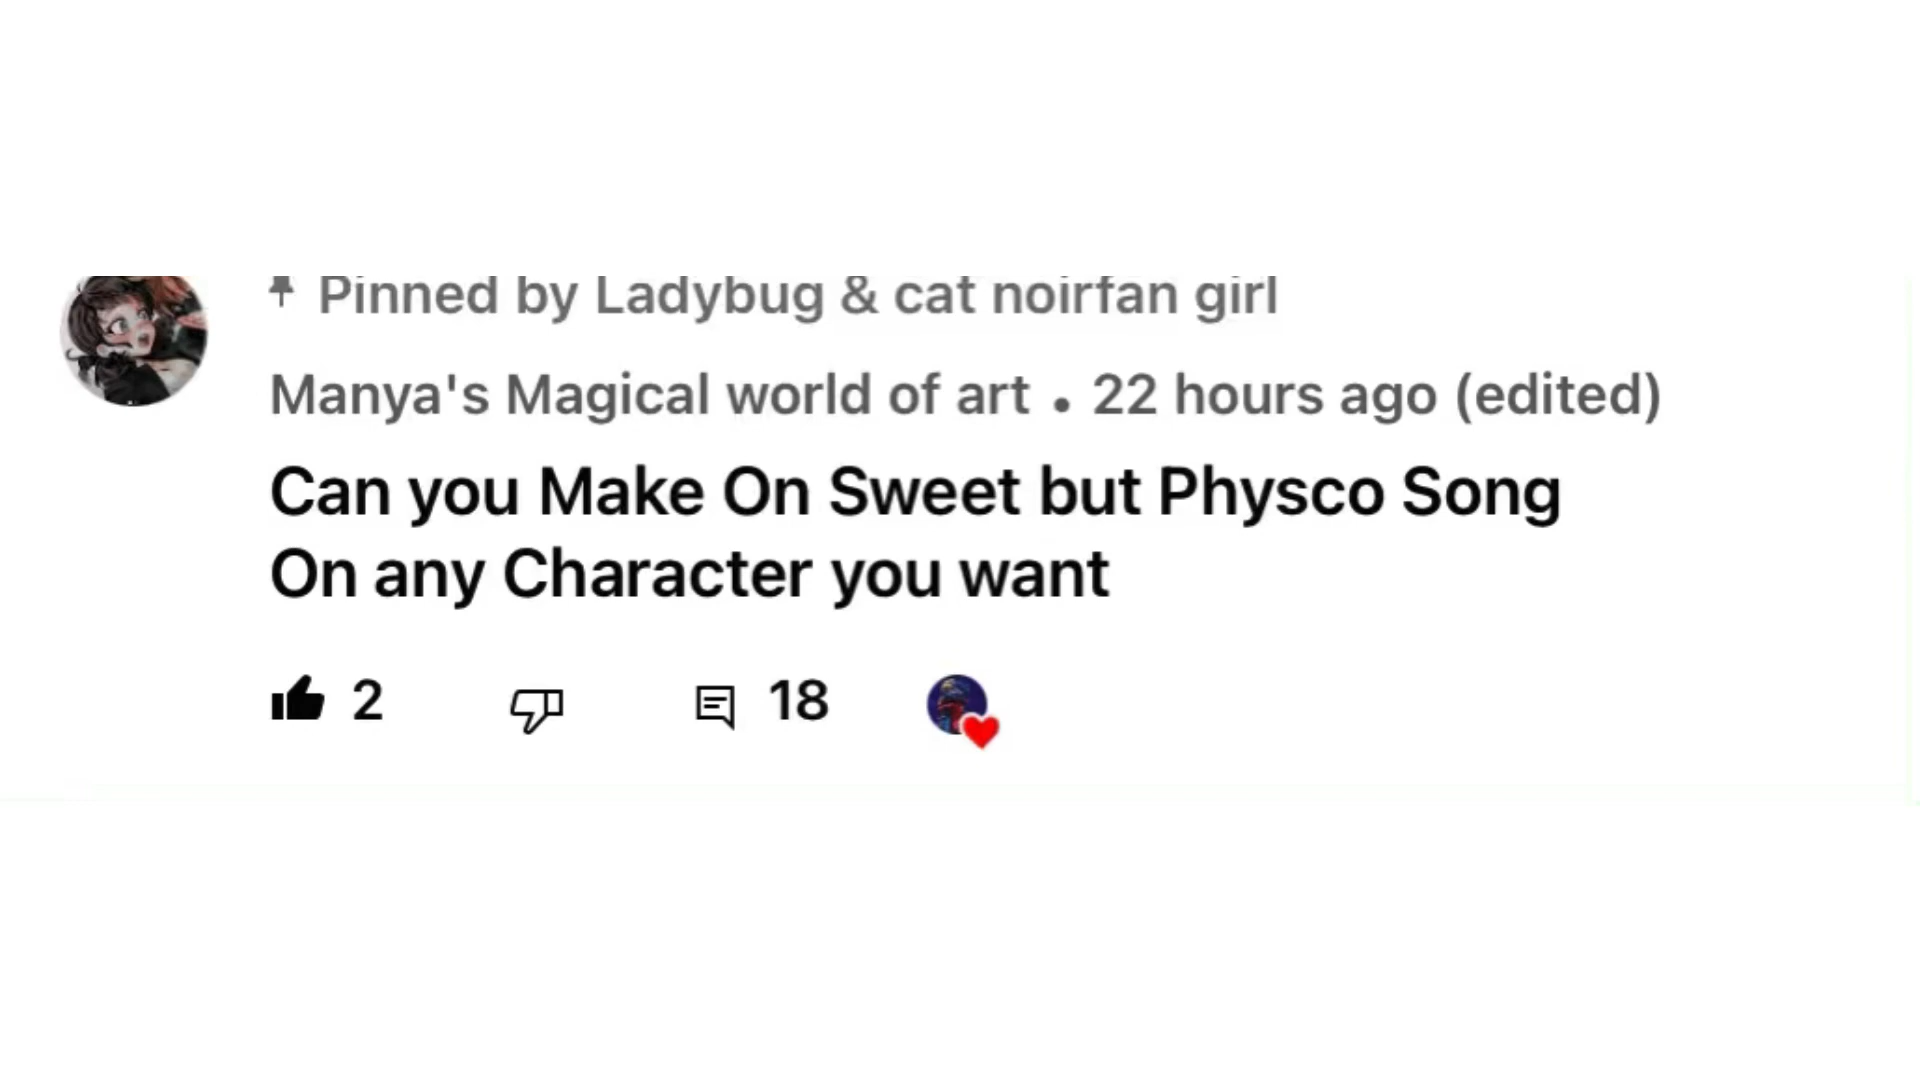 Pinned by Ladybug & cat noirfan girl
Manya's Magical world of art • 22 hours ago (edited)
Can you Make On Sweet but Physco Song
On any Character you want
2 18